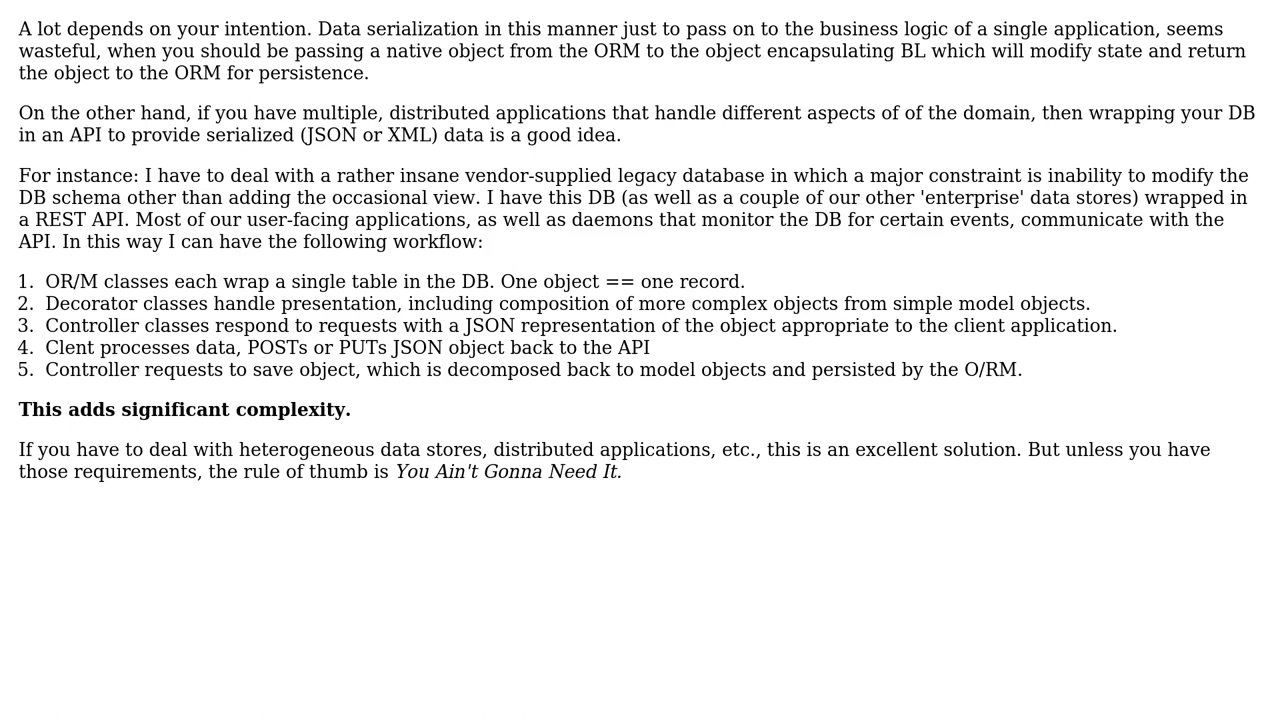 A lot depends on your intention. Data serialization in this manner just to pass on to the business logic of a single application, seems
wasteful, when you should be passing a native object from the ORM to the object encapsulating BL which will modify state and return
the object to the ORM for persistence.
On the other hand, if you have multiple, distributed applications that handle different aspects of of the domain, then wrapping your DB
in an API to provide serialized (JSON or XML) data is a good idea.
For instance: I have to deal with a rather insane vendor-supplied legacy database in which a major constraint is inability to modify the
DB schema other than adding the occasional view. I have this DB (as well as a couple of our other 'enterprise' data stores) wrapped in
a REST API. Most of our user-facing applications, as well as daemons that monitor the DB for certain events, communicate with the
API. In this way I can have the following workflow:
1. OR/M classes each wrap a single table in the DB. One object == one record.
2. Decorator classes handle presentation, including composition of more complex objects from simple model objects.
3. Controller classes respond to requests with a JSON representation of the object appropriate to the client application.
4. Clent processes data, POSTs or PUTs JSON object back to the API
5. Controller requests to save object, which is decomposed back to model objects and persisted by the O/RM.
This adds significant complexity.
If you have to deal with heterogeneous data stores, distributed applications, etc., this is an excellent solution. But unless you have
those requirements, the rule of thumb is You Ain't Gonna Need It.